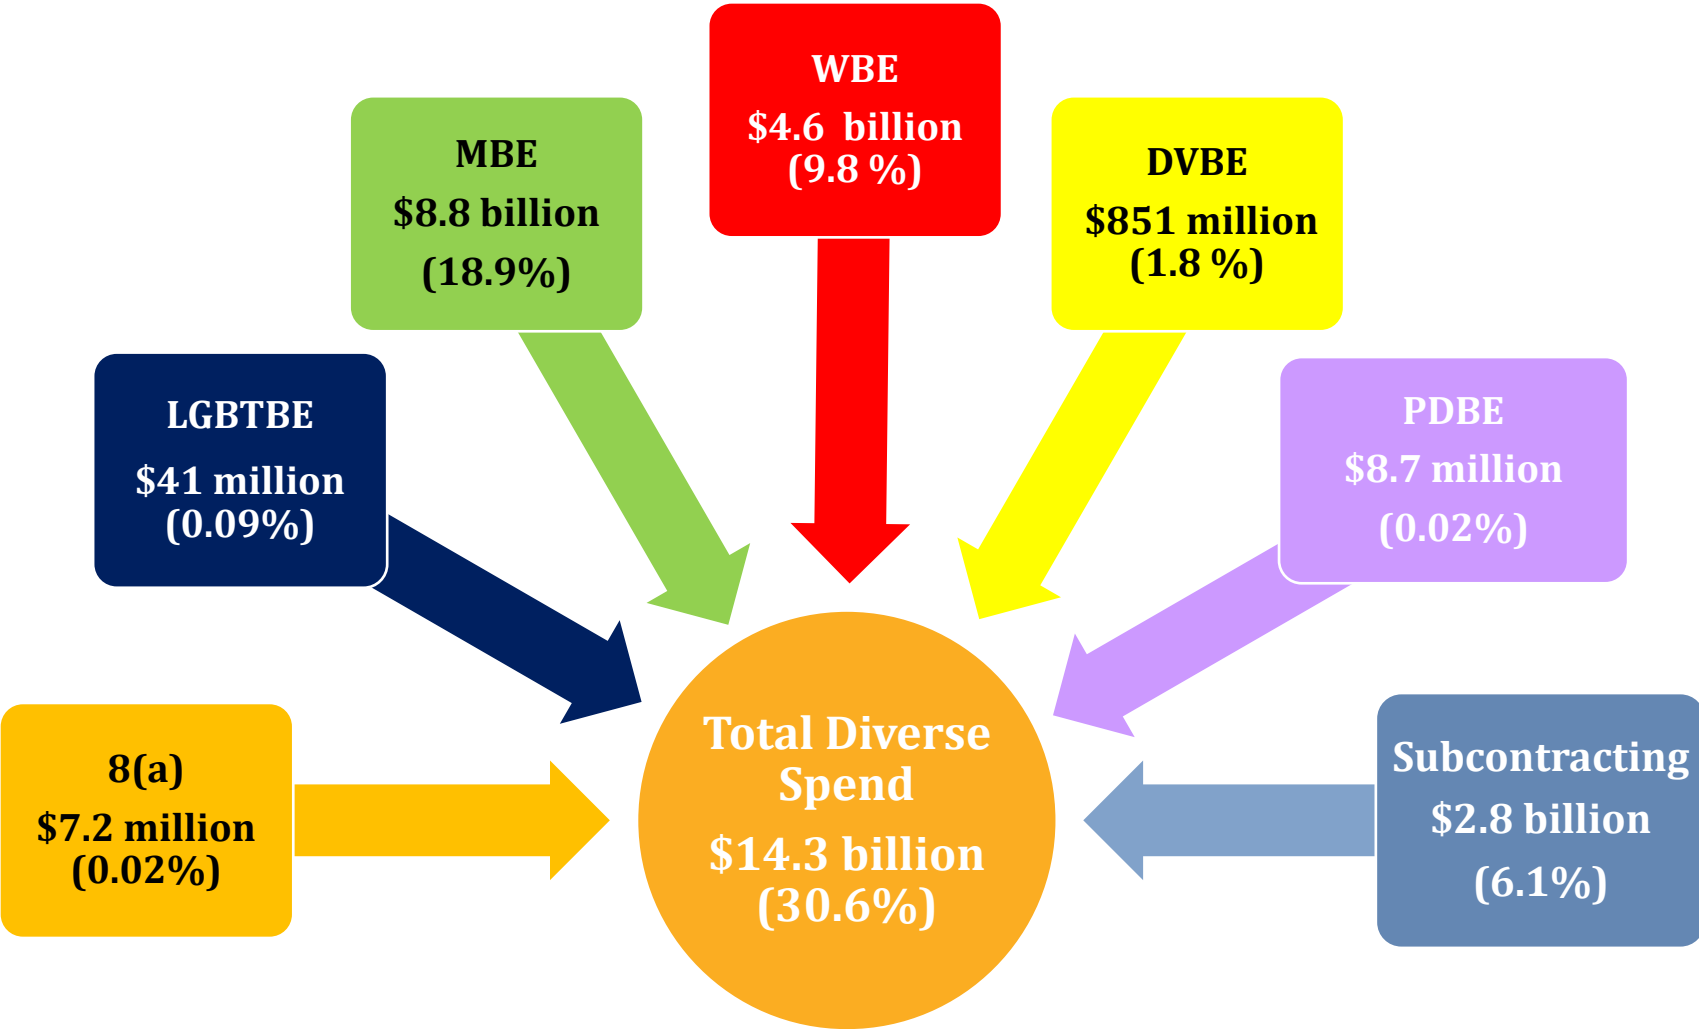 WBE
$4.6 billion
(9.8 %)
MBE
$8.8 billion
(18.9%)
DVBE
$851 million
(1.8 %)
LGBTBE
$41 million
(0.09%)
PDBE
$8.7 million
(0.02%)
8(a)
$7.2 million
(0.02%)
Total Diverse
Spend
$14.3 billion
(30.6%)
Subcontracting
$2.8 billion
(6.1%)